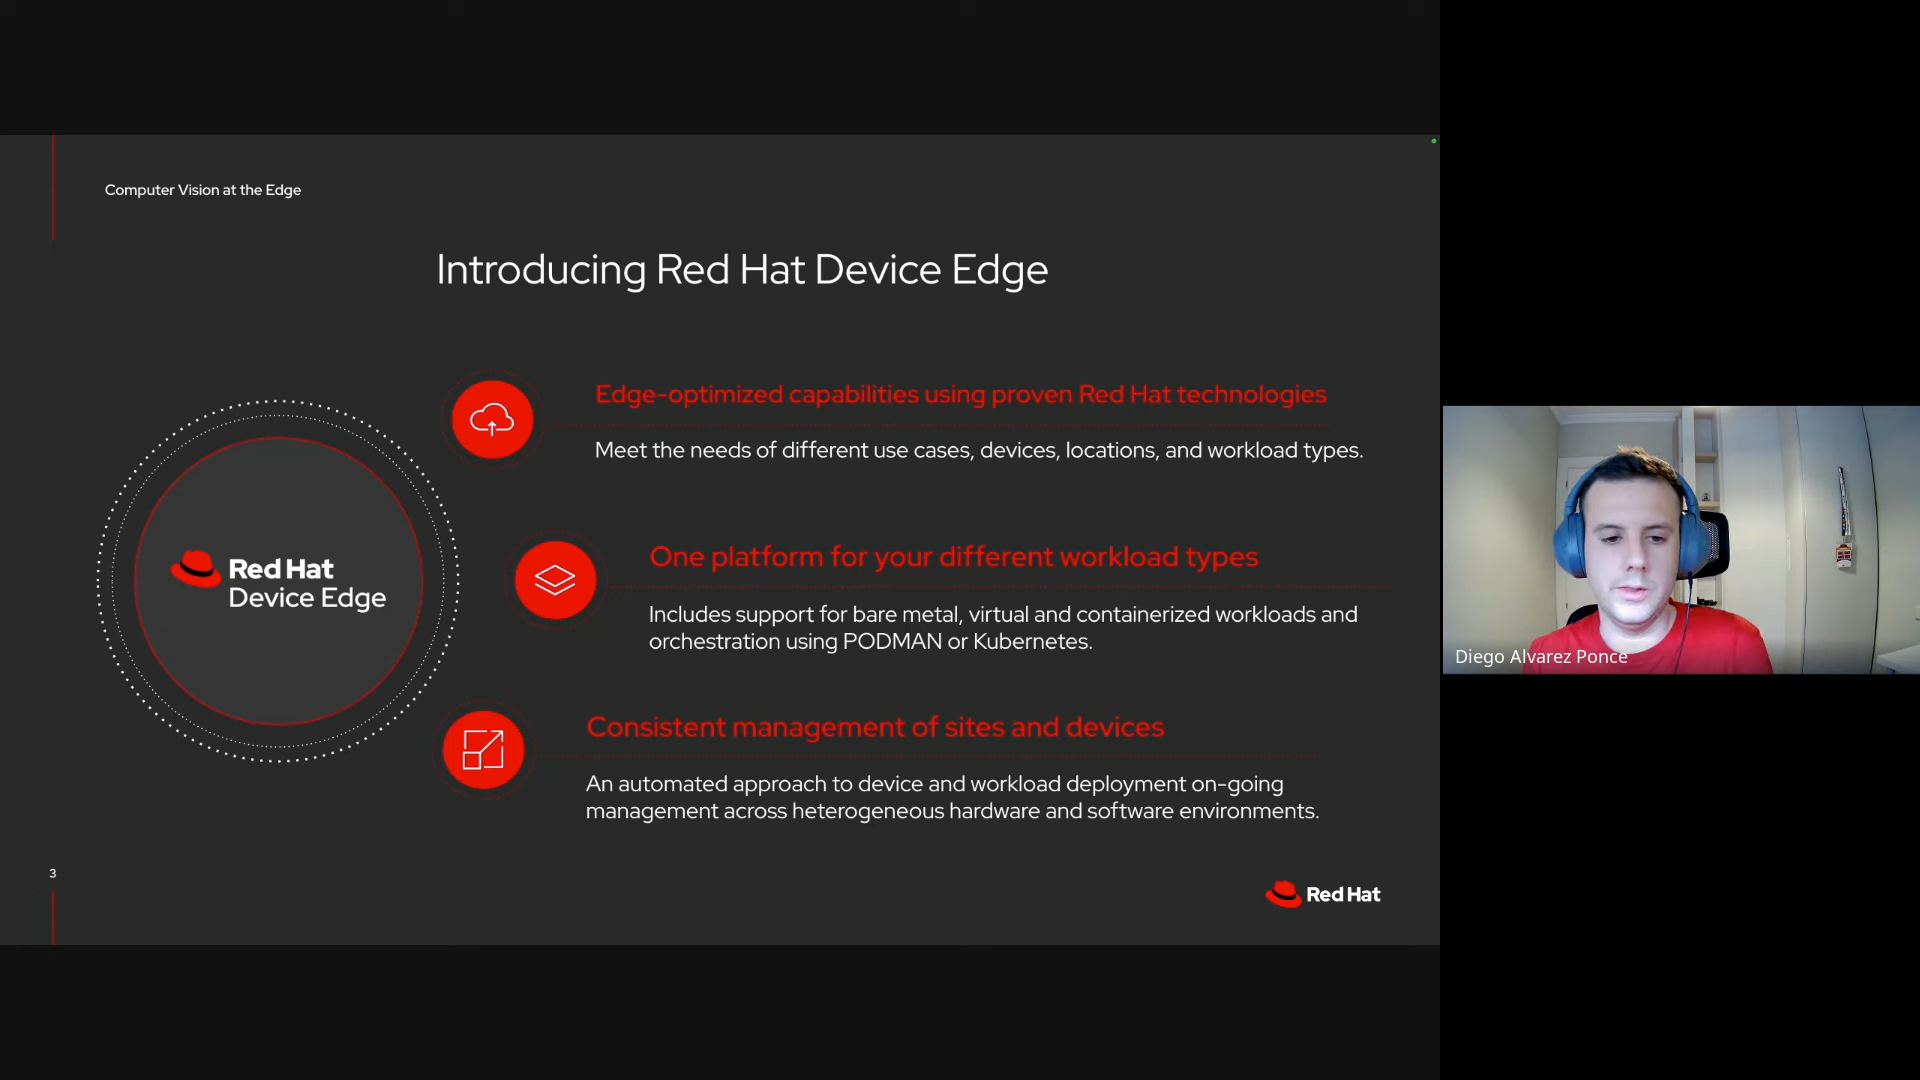 Computer Vision at the Edge
Introducing Red Hat Device Edge
Edge-optimized capabilities using proven Red Hat technologies
Meet the needs of different use cases, devices, locations, and workload types.
Red Hat
Device Edge
One platform for your different workload types
Includes support for bare metal, virtual and containerized workloads and
orchestration using PODMAN or Kubernetes.
Consistent management of sites and devices
An automated approach to device and workload deployment on-going
management across heterogeneous hardware and software environments.
3
Red Hat
Diego Alvarez Ponce